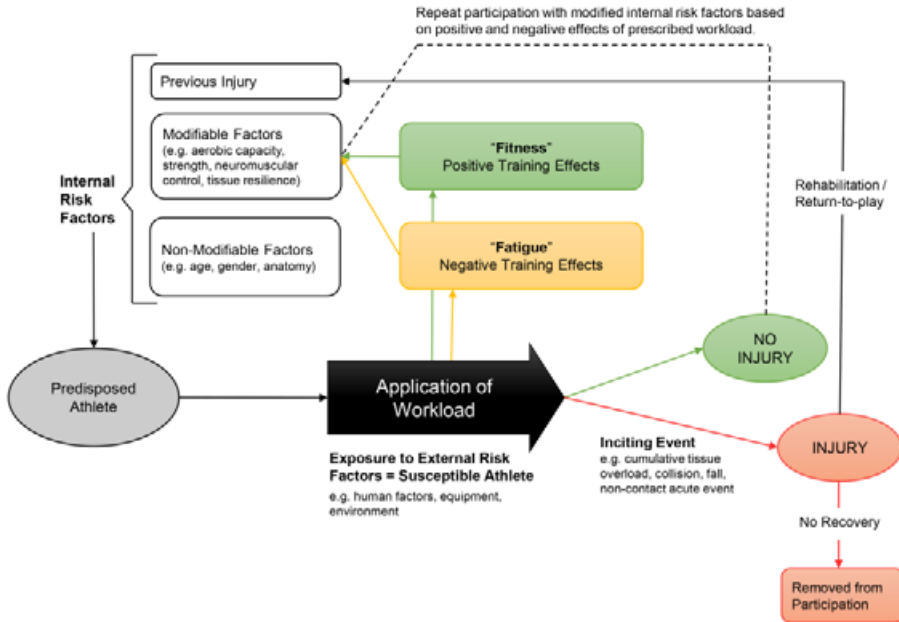 Repeat participation with modified internal risk factors based
on positive and negative effects of prescribed workload.
Previous Injury
Modifiable Factors
(e.g. aerobic capacity,
strength, neuromuscular
control, tissue resilience)
"Fitness"
Positive Training Effects
Internal
Risk
Factors
Rehabilitation /
Return-to-play
Non-Modifiable Factors
(e.g. age, gender, anatomy)
"Fatigue"
Negative Training Effects
NO
INJURY
Predisposed
Athlete
Application of
Workload
Exposure to External Risk
Factors = Susceptible Athlete
e.g. human factors, equipment,
environment
Inciting Event
e.g. cumulative tissue
overload, collision, fall,
non-contact acute event
INJURY
No Recovery
Removed from
Participation